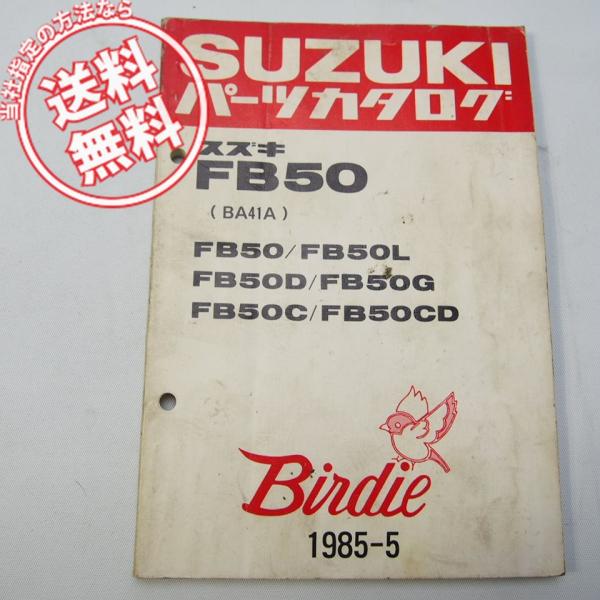 当社指定の方法なら
送料
無料
SUZUKI
パーツカタログ
スズキ
FB50
(BA41A)
FB50/FB50L
FB50D/FB50G
FB50C/FB50CD
Birdie
1985-5